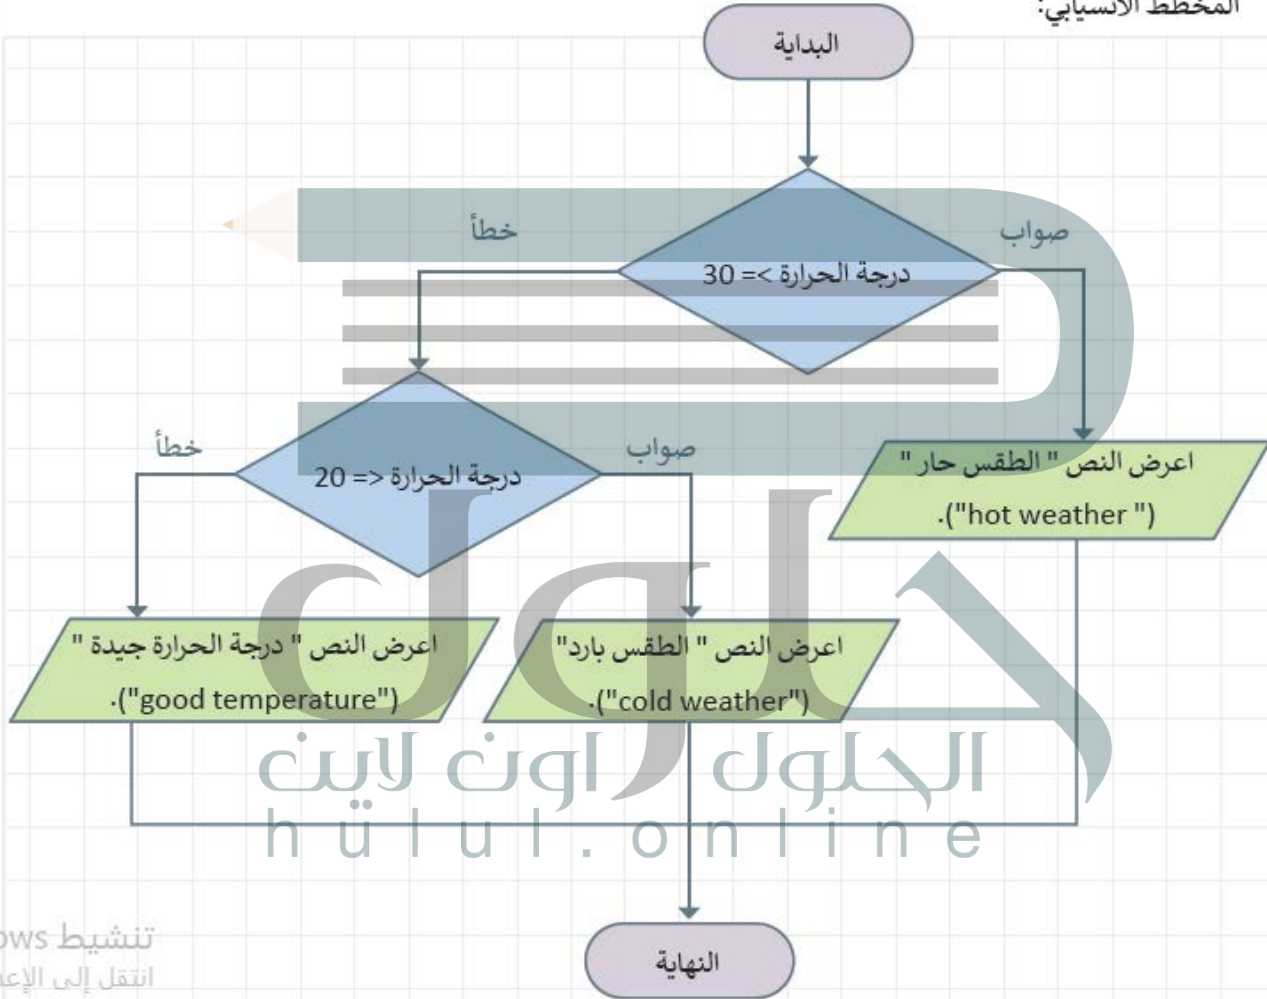 المخطط الانسيابي:
البداية
خطأ
صواب
درجة الحرارة >= 30
خطأ
صواب
درجة الحرارة <= 20
اعرض النص " الطقس حار "
("hot weather ").
اعرض النص " درجة الحرارة جيدة "
("good temperature").
اعرض النص " الطقس بارد"
("cold weather").
حلول
الحلول اون لاين
hulul.online
النهاية
تنشيط ows
انتقل إلى